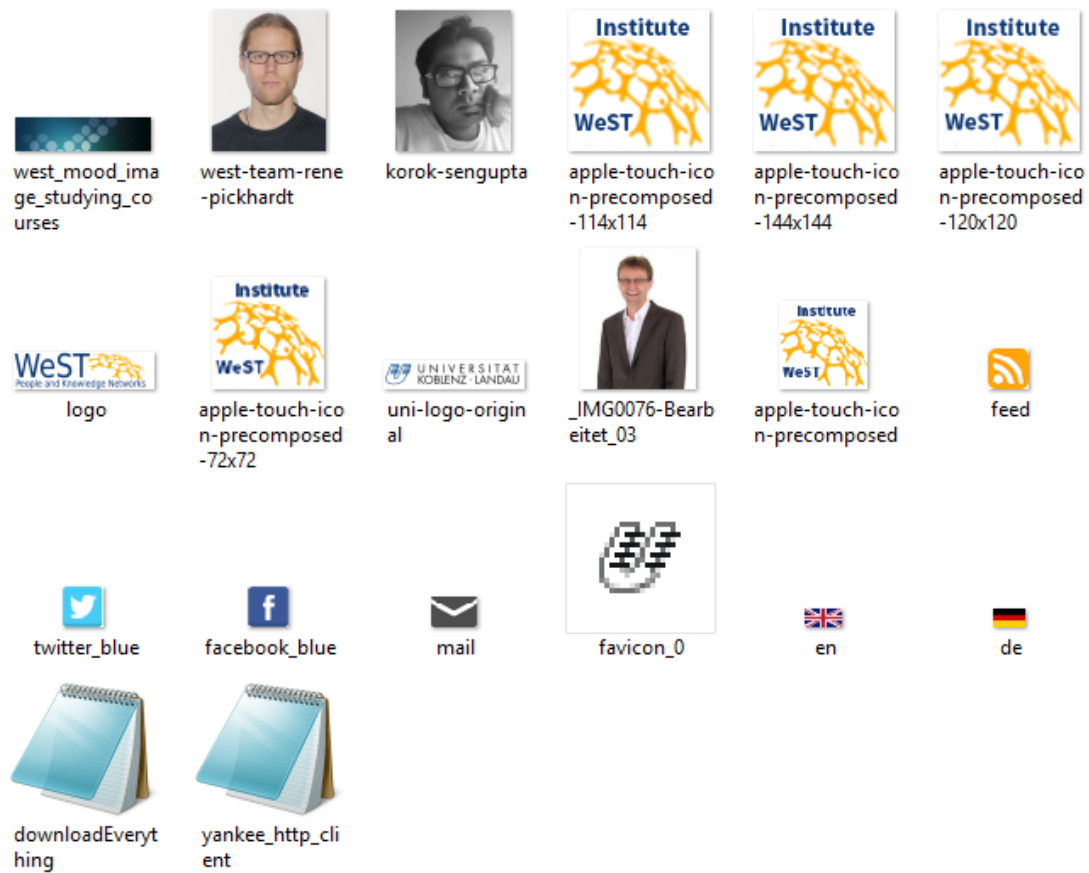 Institute
WeST
Institute
WeST
Institute
WeST
west_mood_ima
ge_studying_co
urses
west-team-rene
-pickhardt
korok-sengupta
apple-touch-ico
n-precomposed
-114x114
apple-touch-ico
n-precomposed
-144x144
apple-touch-ico
n-precomposed
-120x120
WeST
People and Knowledge Networks
Institute
WeST
UNIVERSITÄT
KOBLENZ · LANDAU
Institute
WeST
logo
apple-touch-ico
n-precomposed
-72x72
uni-logo-origin
al
_IMG0076-Bearb
eitet_03
apple-touch-ico
n-precomposed
feed
f
twitter_blue
facebook_blue
mail
favicon_0
en
de
downloadEveryt
hing
yankee_http_cli
ent